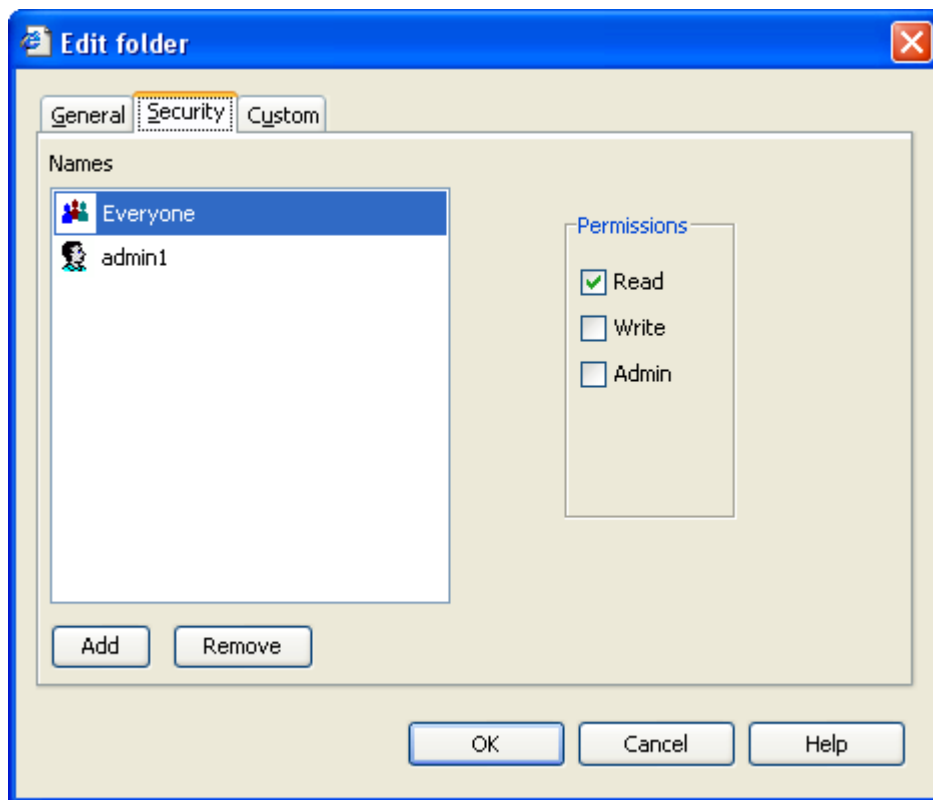 Edit folder
General Security Custom
Names
Everyone
admin1
Permissions
Read
Write
Admin
Add Remove
OK Cancel Help